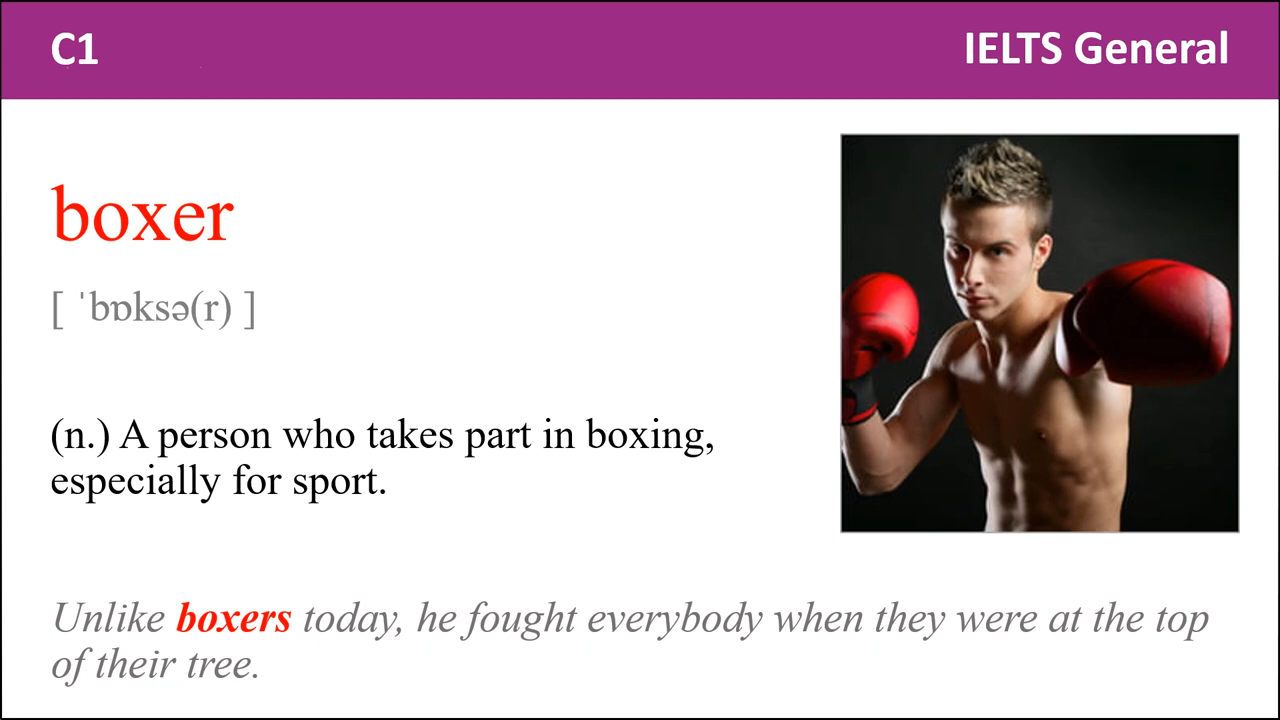 C1
IELTS General
boxer
[ ˈbɒksə(r) ]
(n.) A person who takes part in boxing,
especially for sport.
Unlike boxers today, he fought everybody when they were at the top
of their tree.